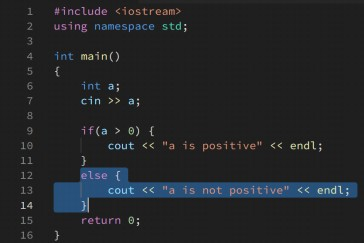 1 #include <iostream>
2 using namespace std;
3
4 int main()
5 {
6     int a;
7     cin >> a;
8
9     if(a > 0) {
10         cout << "a is positive" << endl;
11     }
12     else {
13         cout << "a is not positive" << endl;
14     }
15     return 0;
16 }